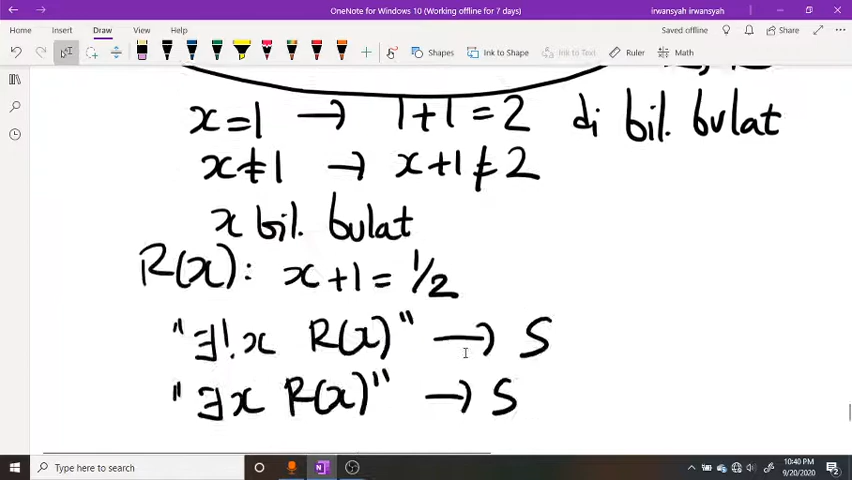 OneNote for Windows 10 (Working offline for 7 days)
irwansyah irwansyah
Home Insert Draw View Help
Saved offline Share
Shapes Ink to Shape Ink to Text Ruler Math
x=1 → 1+1=2 di bil. bulat
x≠1 → x+1≠2
x bil. bulat
R(x): x+1=1/2
"∃!x R(x)" → S
"∃x R(x)" → S
Type here to search
10:40 PM
9/20/2020